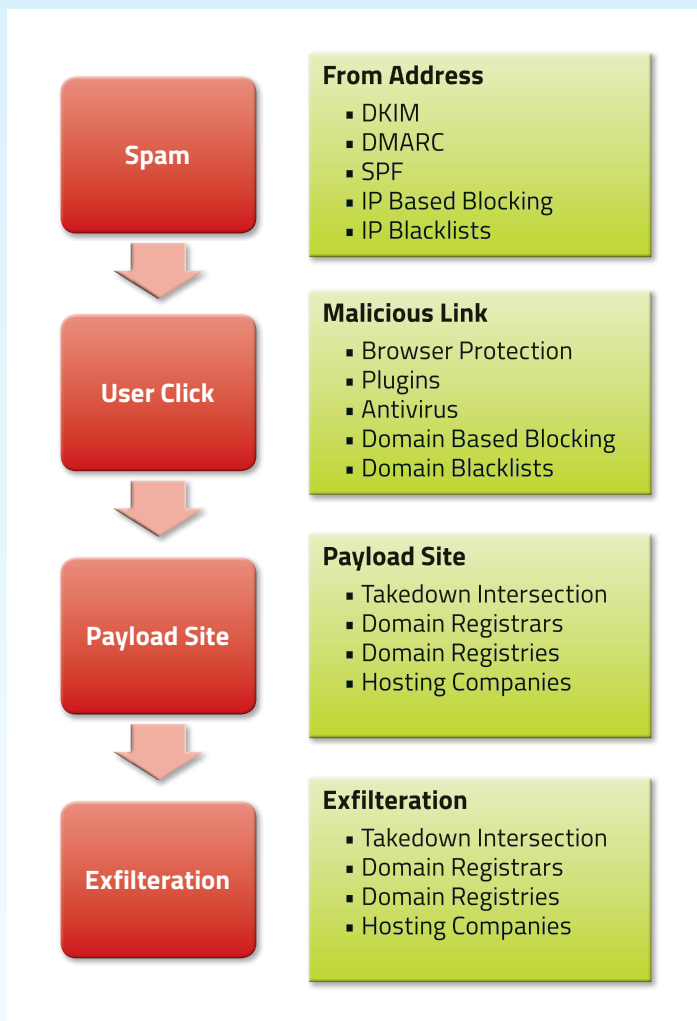 Spam
From Address
▪ DKIM
▪ DMARC
▪ SPF
▪ IP Based Blocking
▪ IP Blacklists
User Click
Malicious Link
▪ Browser Protection
▪ Plugins
▪ Antivirus
▪ Domain Based Blocking
▪ Domain Blacklists
Payload Site
Payload Site
▪ Takedown Intersection
▪ Domain Registrars
▪ Domain Registries
▪ Hosting Companies
Exfilteration
Exfilteration
▪ Takedown Intersection
▪ Domain Registrars
▪ Domain Registries
▪ Hosting Companies